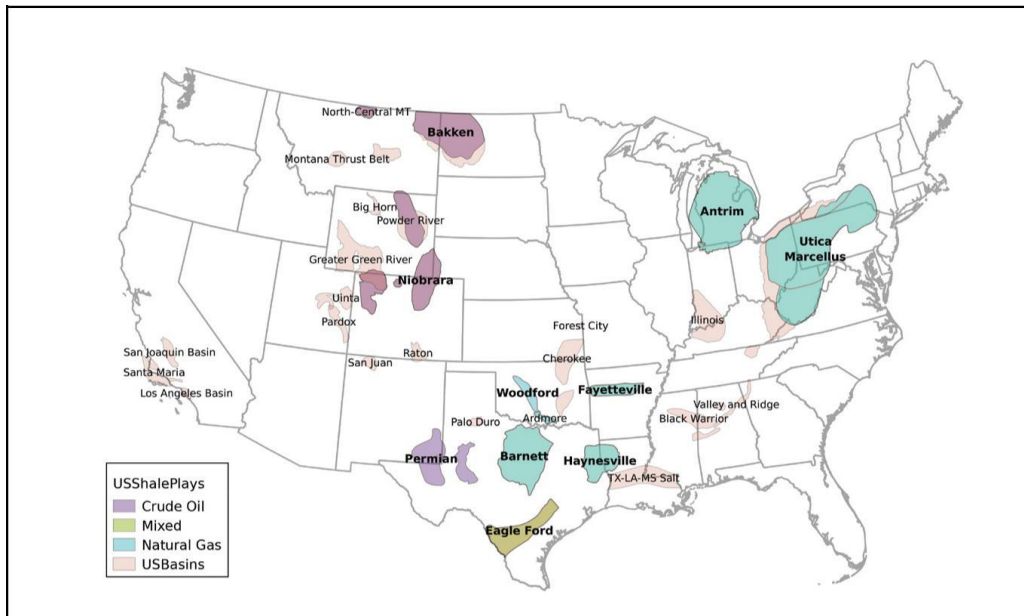 North-Central MT
Bakken
Montana Thrust Belt
Big Horn
Powder River
Antrim
Utica
Marcellus
Greater Green River
Niobrara
Uinta
Pardox
Illinois
Forest City
San Joaquin Basin
Raton
Cherokee
San Juan
Santa Maria
Los Angeles Basin
Woodford
Fayetteville
Valley and Ridge
Palo Duro
Ardmore
Black Warrior
Permian
Barnett
Haynesville
TX-LA-MS Salt
Eagle Ford
USShalePlays
Crude Oil
Mixed
Natural Gas
USBasins